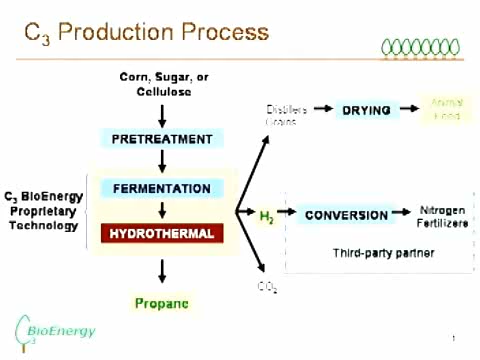 C3 Production Process
Corn, Sugar, or
Cellulose
PRETREATMENT
FERMENTATION
HYDROTHERMAL
Propane
C3 BioEnergy
Proprietary
Technology
Distillers
Grains
DRYING
Animal
Feed
H2
CONVERSION
Nitrogen
Fertilizers
Third-party partner
CO2
C3 BioEnergy
1